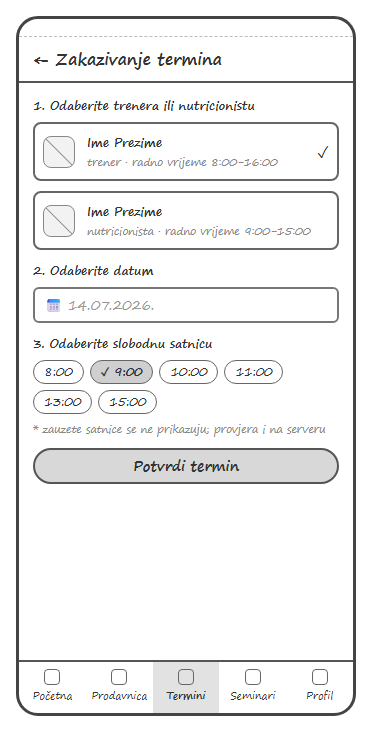 ← Zakazivanje termina
1. Odaberite trenera ili nutricionistu
Ime Prezime
trener · radno vrijeme 8:00–16:00 ✓
Ime Prezime
nutricionista · radno vrijeme 9:00–15:00
2. Odaberite datum
14.07.2026.
3. Odaberite slobodnu satnicu
8:00 ✓ 9:00 10:00 11:00
13:00 15:00
* zauzete satnice se ne prikazuju; provjera i na serveru
Potvrdi termin
Početna Prodavnica Termini Seminari Profil